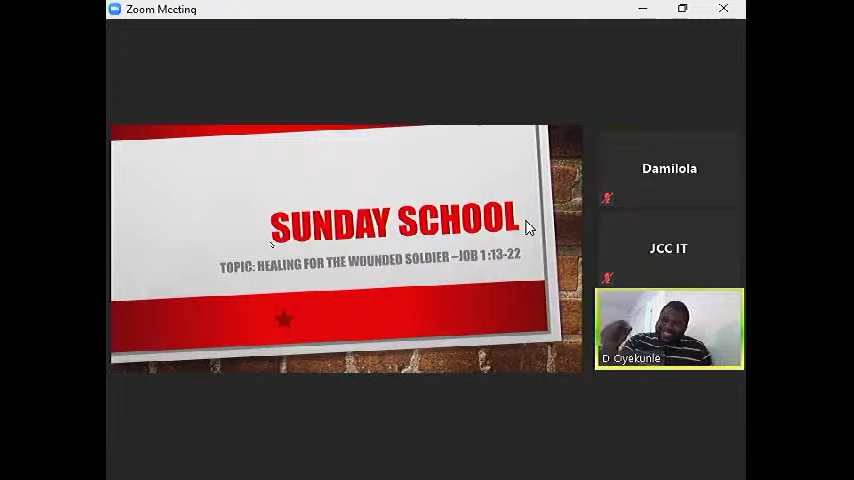 Zoom Meeting
SUNDAY SCHOOL
TOPIC: HEALING FOR THE WOUNDED SOLDIER –JOB 1 :13-22
Damilola
JCC IT
D Oyekunle